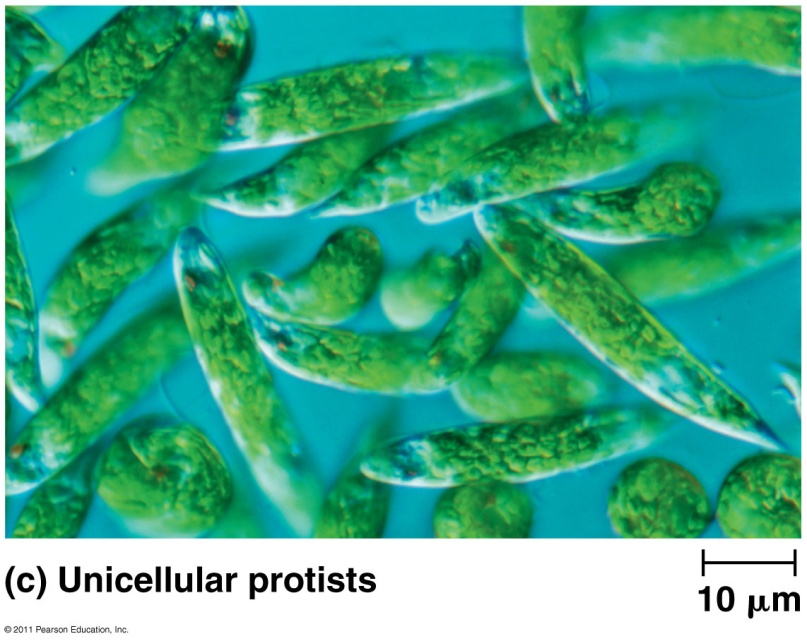 (c) Unicellular protists
10 μm
© 2011 Pearson Education, Inc.